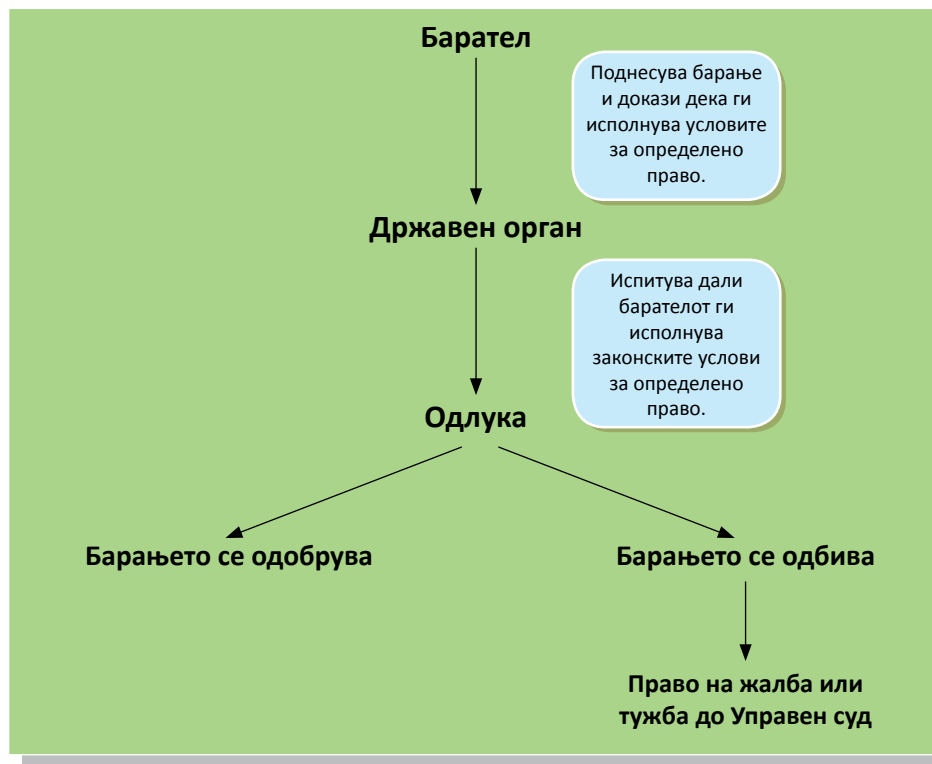 Барател
Поднесува барање
и докази дека ги
исполнува условите
за определено
право.
Државен орган
Испитува дали
барателот ги
исполнува
законските услови
за определено
право.
Одлука
Барањето се одобрува
Барањето се одбива
Право на жалба или
тужба до Управен суд